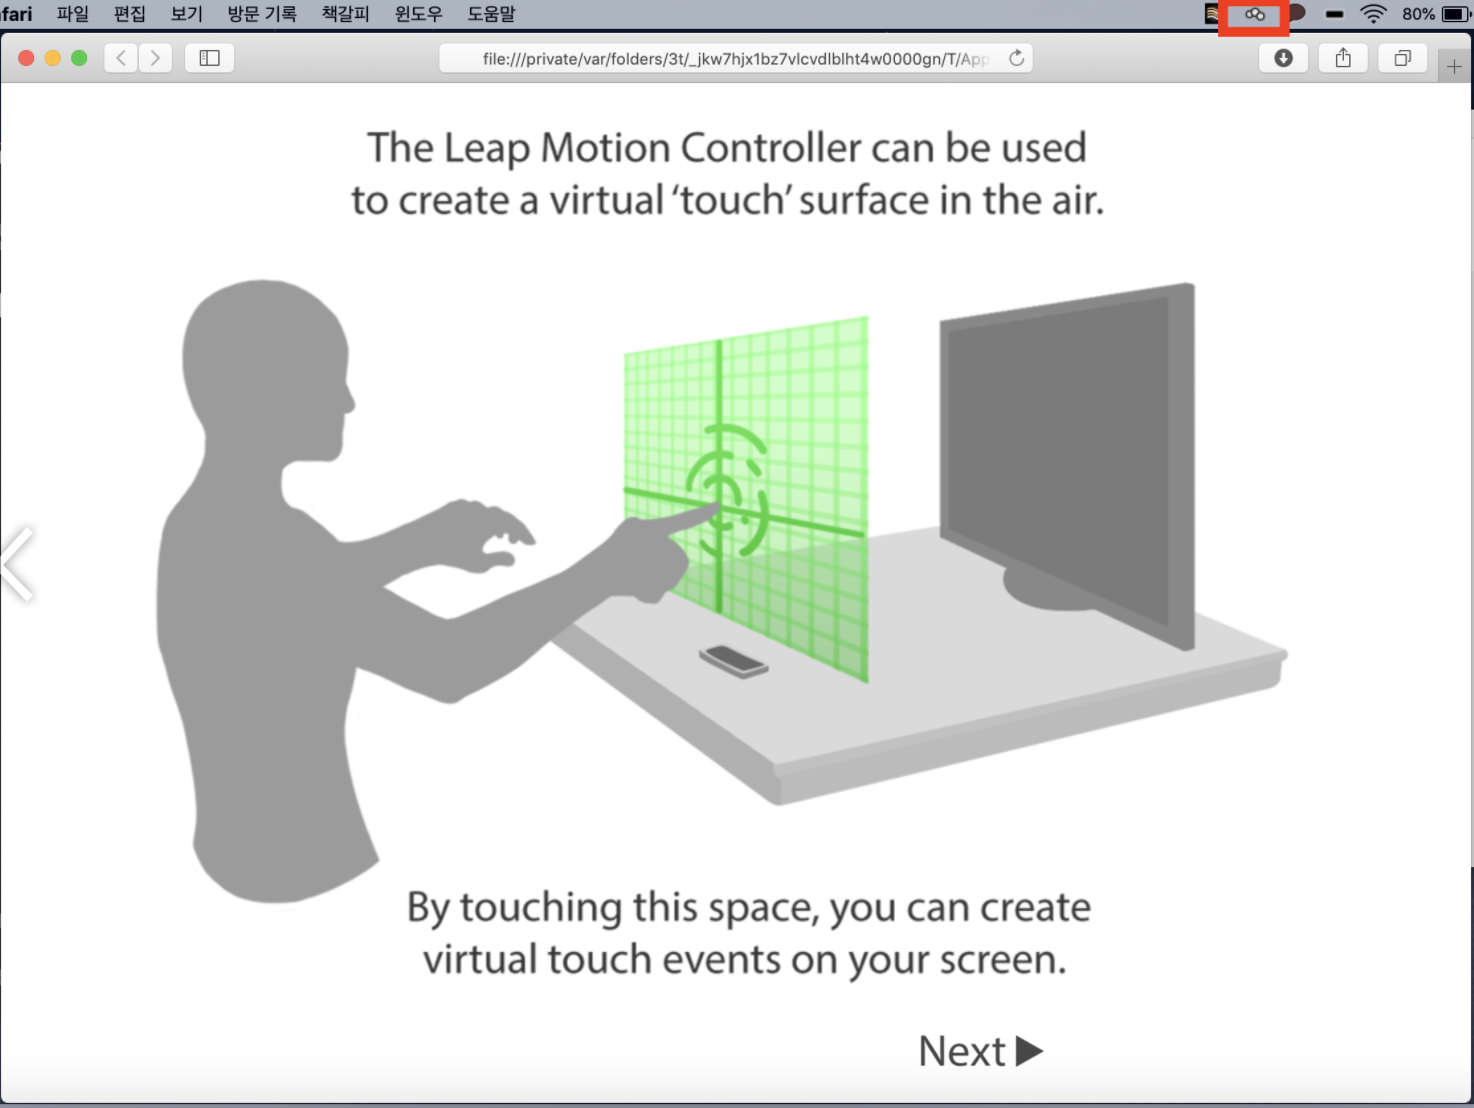 fari 파일 편집 보기 방문 기록 책갈피 윈도우 도움말 80%
file:///private/var/folders/3t/_jkw7hjx1bz7vlcvdlblht4w0000gn/T/App
The Leap Motion Controller can be used
to create a virtual ‘touch’ surface in the air.
By touching this space, you can create
virtual touch events on your screen.
Next